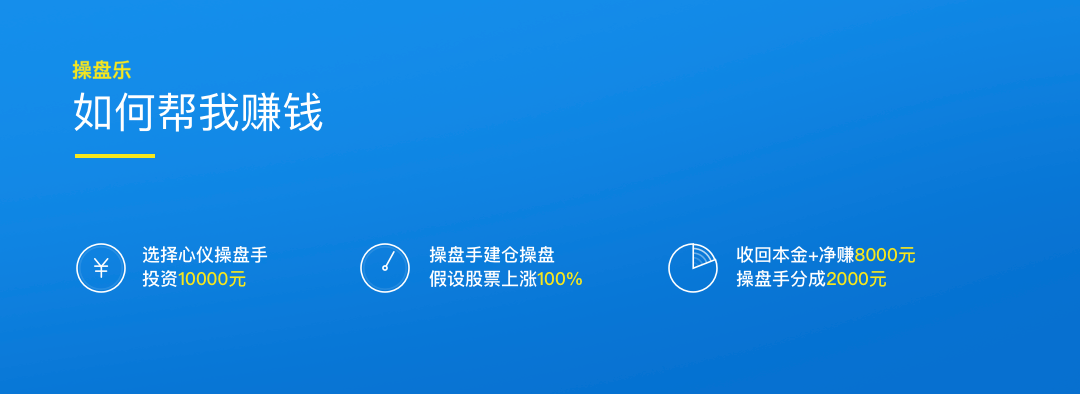 操盘乐
如何帮我赚钱
¥
选择心仪操盘手
投资10000元
操盘手建仓操盘
假设股票上涨100%
收回本金+净赚8000元
操盘手分成2000元